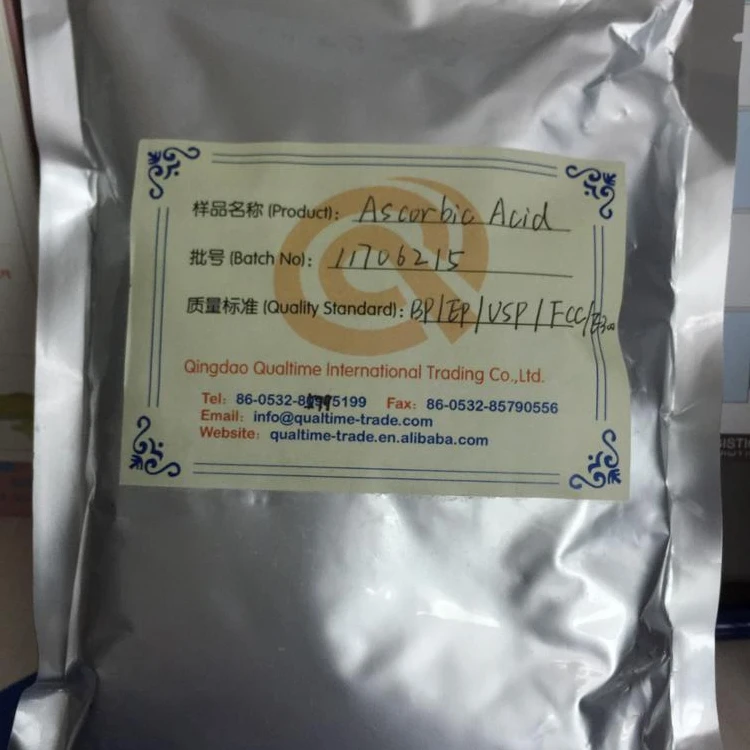 样品名称 (Product): Ascorbic Acid
批号 (Batch No): 11706215
质量标准 (Quality Standard): BP/EP/USP/FCC/E300
Qingdao Qualtime International Trading Co.,Ltd.
Tel: 86-0532- Fax: 86-0532-85790556
Email: info@qualtime-trade.com
Website: qualtime-trade.en.alibaba.com